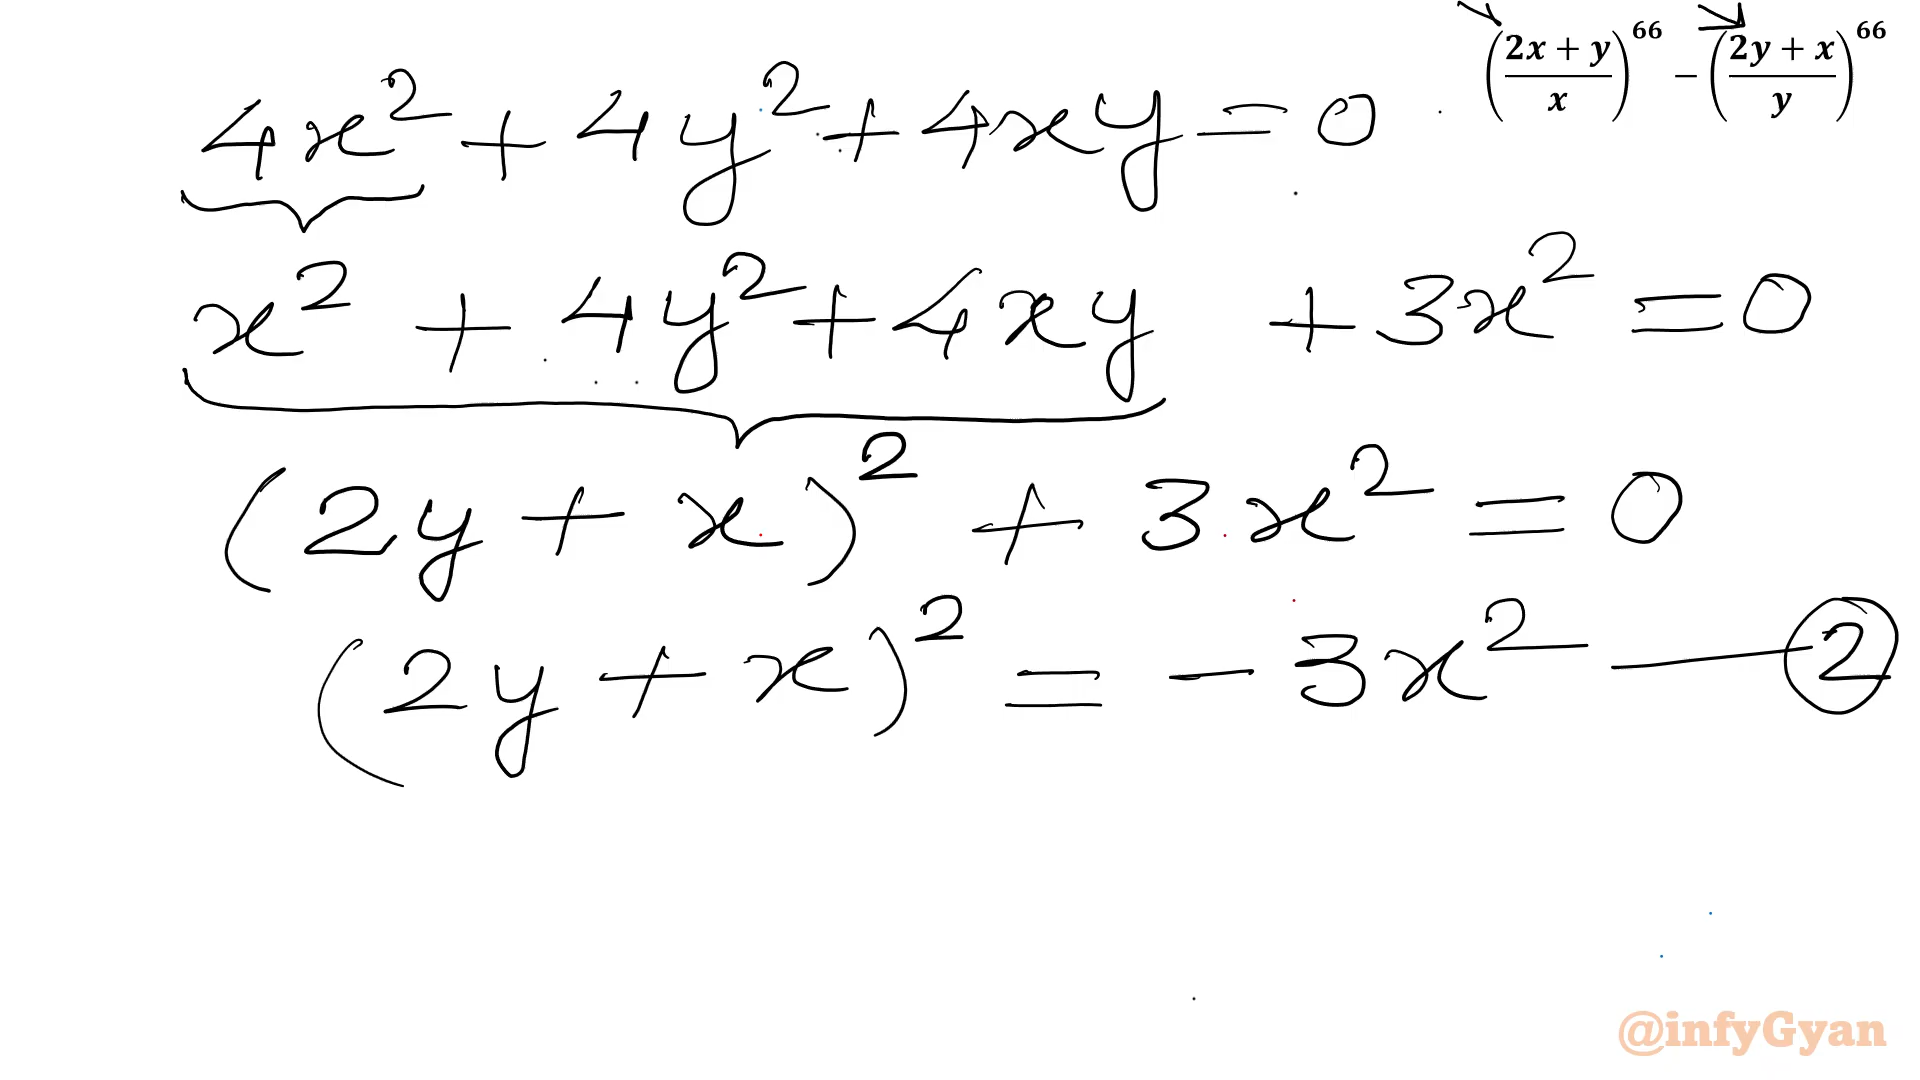 ((2x + y)/x)^66 − ((2y + x)/y)^66
4x² + 4y² + 4xy = 0
x² + 4y² + 4xy + 3x² = 0
(2y + x)² + 3x² = 0
(2y + x)² = - 3x² — ②
@infyGyan